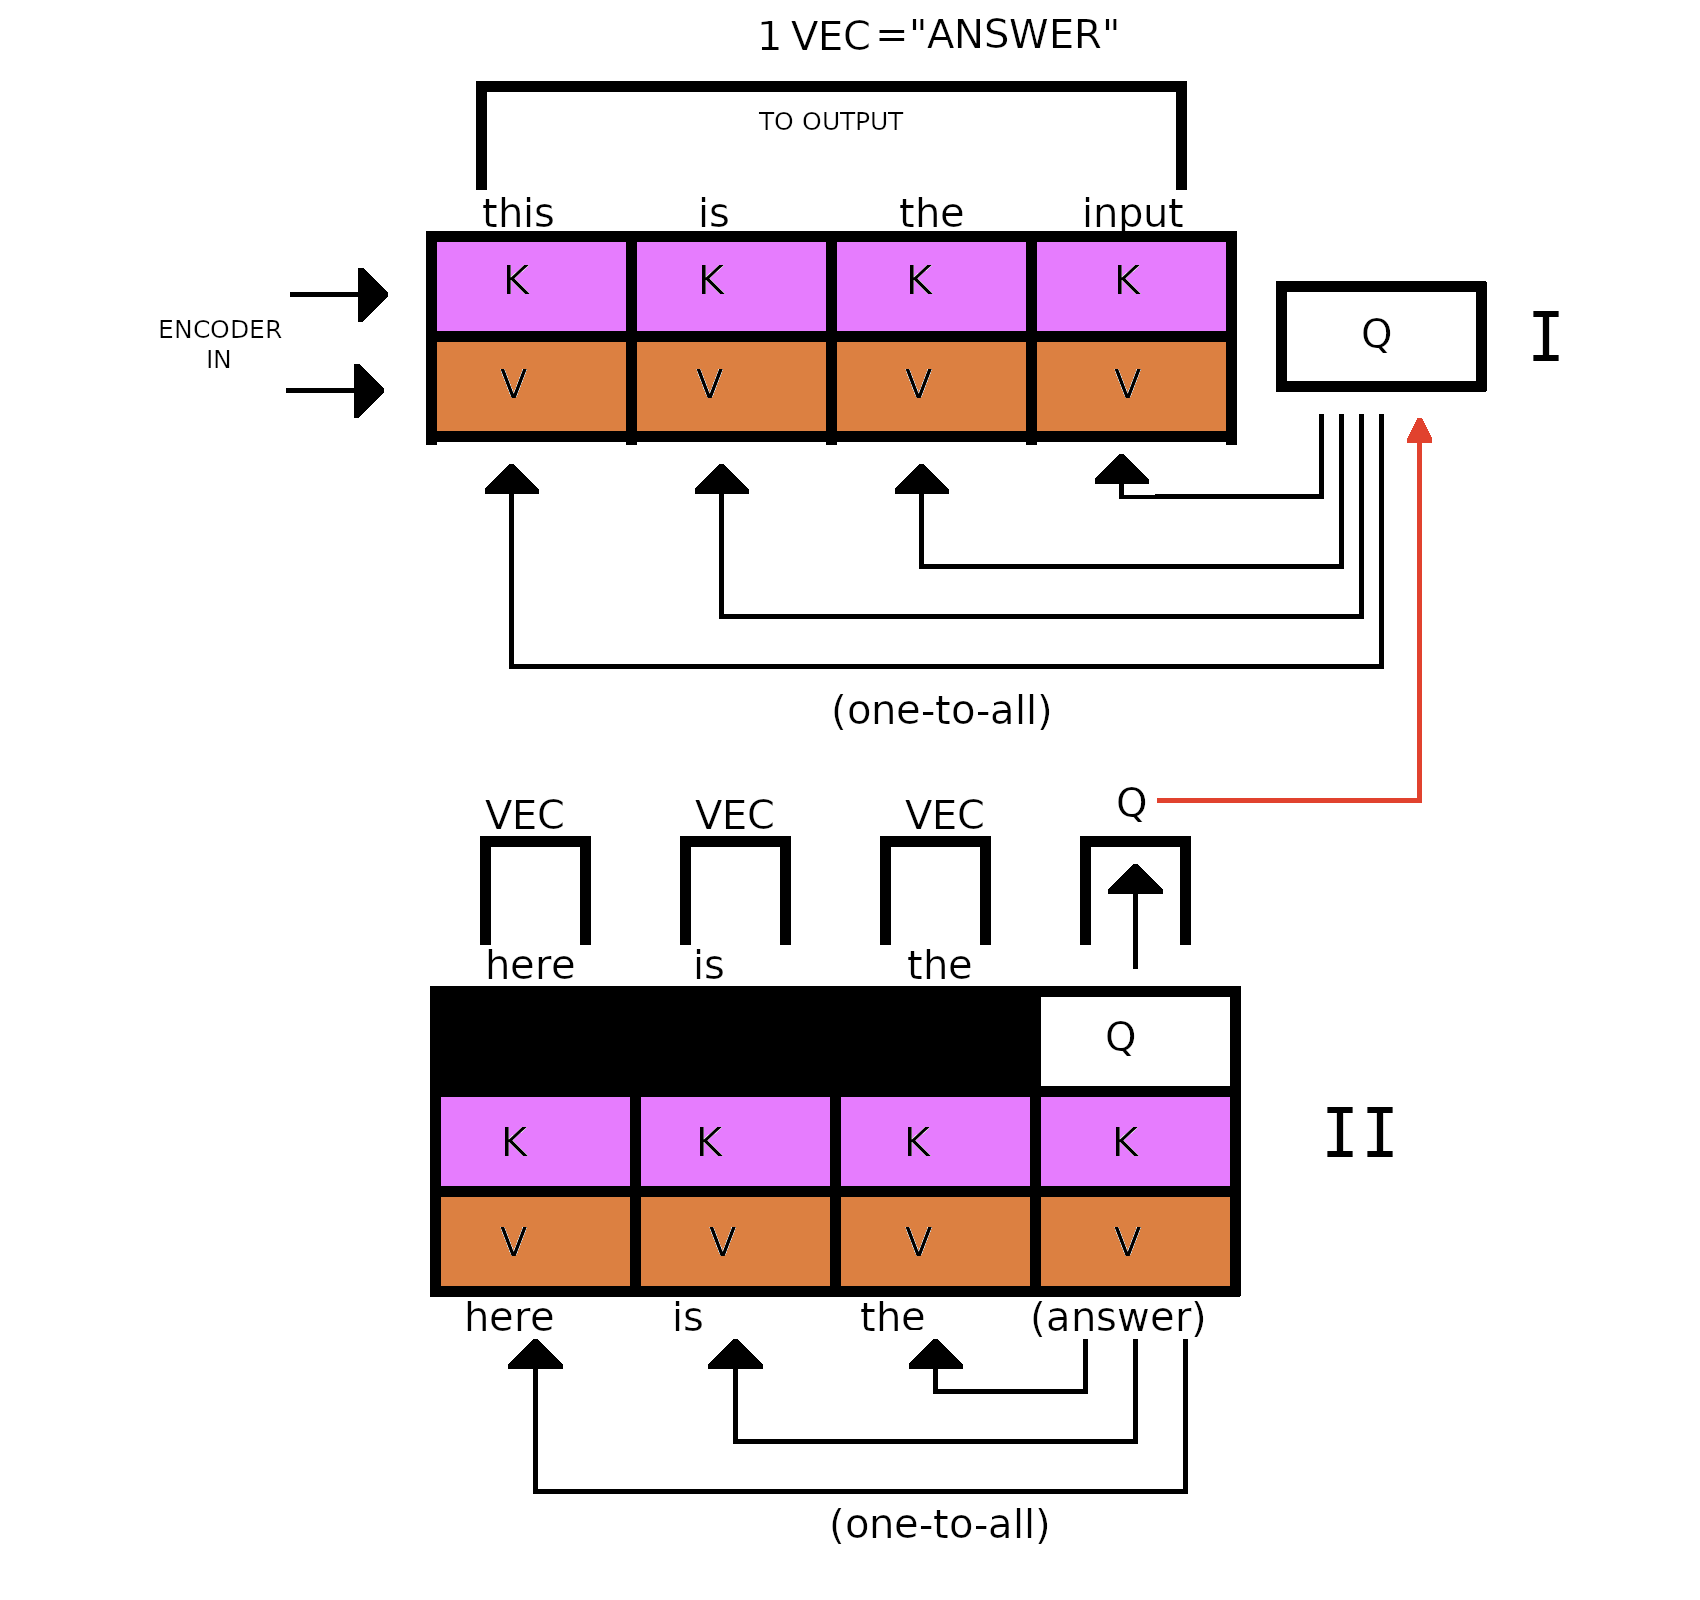 1 VEC ="ANSWER"
TO OUTPUT
this is the input
K K K K
ENCODER
IN
Q I
V V V V
(one-to-all)
VEC VEC VEC Q
here is the
Q
K K K K
II
V V V V
here is the (answer)
(one-to-all)